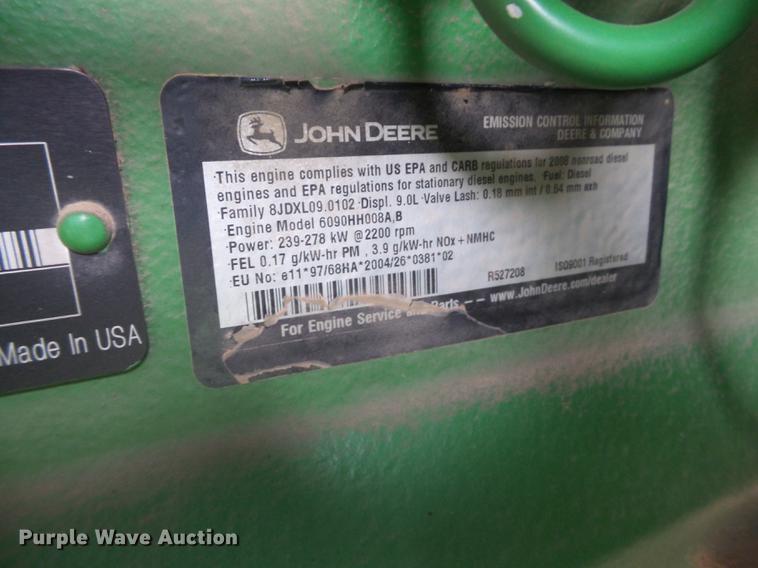 JOHN DEERE
EMISSION CONTROL INFORMATION
DEERE & COMPANY
This engine complies with US EPA and CARB regulations for 2008 nonroad diesel
engines and EPA regulations for stationary diesel engines. Fuel: Diesel
Family 8JDXL09.0102 Displ. 9.0L Valve Lash: 0.18 mm int / 0.64 mm exh
Engine Model 6090HH008A,B
Power: 239-278 kW @2200 rpm
FEL 0.17 g/kW-hr PM , 3.9 g/kW-hr NOx + NMHC
EU No: e11*97/68HA*2004/26*0381*02
R527208 ISO9001 Registered
For Engine Service and Parts -- www.JohnDeere.com/dealer
Made In USA
Purple Wave Auction